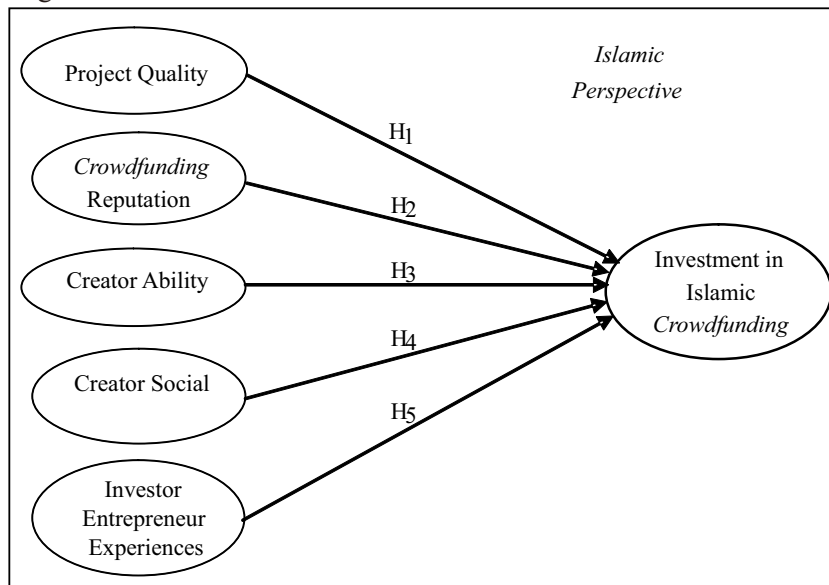 Project Quality
Islamic
Perspective
H1
Crowdfunding
Reputation
H2
Creator Ability
H3
Investment in
Islamic
Crowdfunding
H4
Creator Social
H5
Investor
Entrepreneur
Experiences